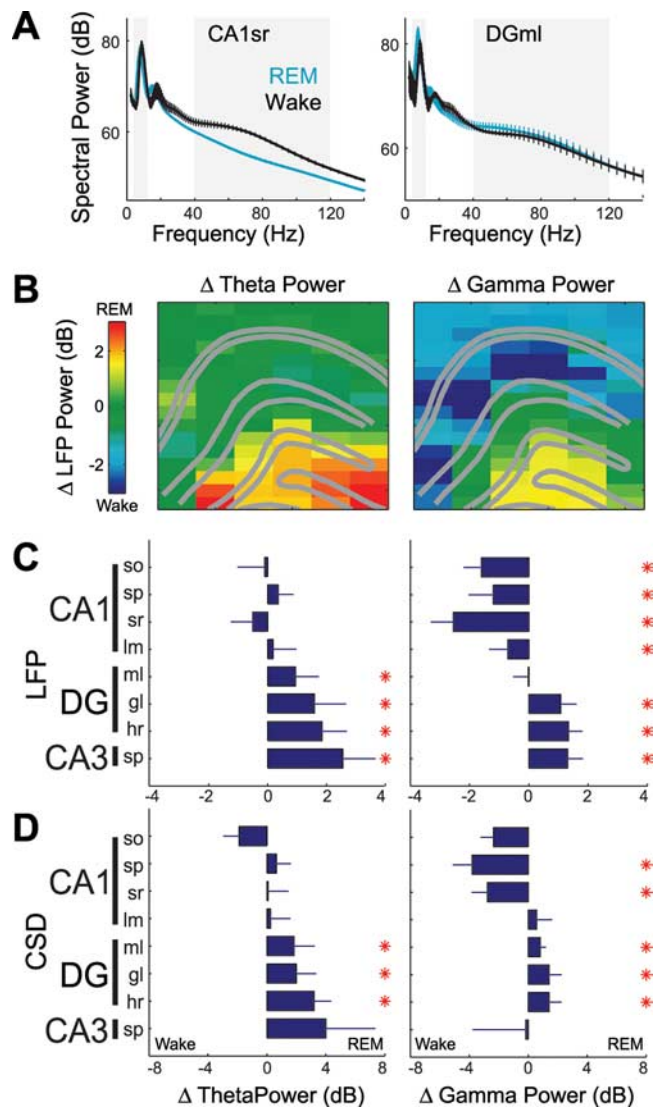 A
CA1sr
DGml
REM
Wake
Spectral Power (dB)
80
60
0
40
80
120
Frequency (Hz)
80
60
0
40
80
120
Frequency (Hz)
B
Δ Theta Power
Δ Gamma Power
REM
Δ LFP Power (dB)
2
0
-2
Wake
C
LFP
CA1
so
sp
sr
lm
DG
ml
gl
hr
CA3
sp
* * * *
* * * * * * *
-4 -2 0 2 4
-4 -2 0 2 4
D
CSD
CA1
so
sp
sr
lm
DG
ml
gl
hr
CA3
sp
* * *
* * * * *
Wake REM
Wake REM
-8 -4 0 4 8
-8 -4 0 4 8
Δ ThetaPower (dB)
Δ Gamma Power (dB)